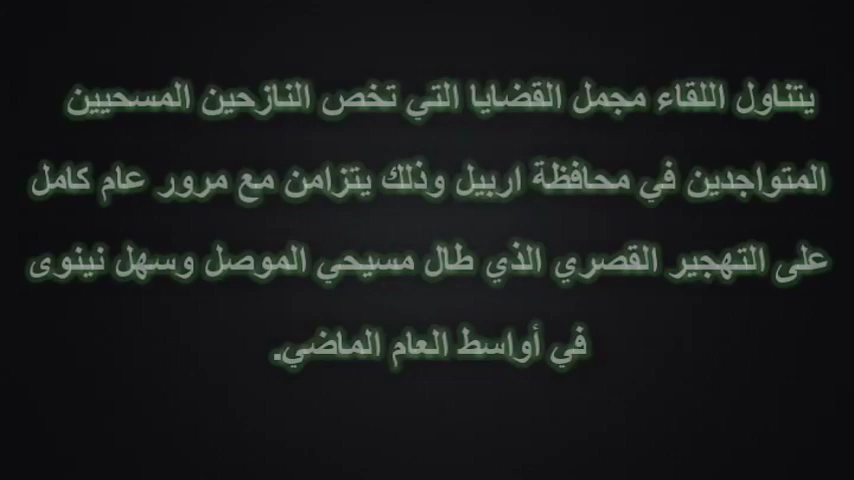 يتناول اللقاء مجمل القضايا التي تخص النازحين المسحيين
المتواجدين في محافظة اربيل وذلك يتزامن مع مرور عام كامل
على التهجير القصري الذي طال مسيحي الموصل وسهل نينوى
في أواسط العام الماضي.